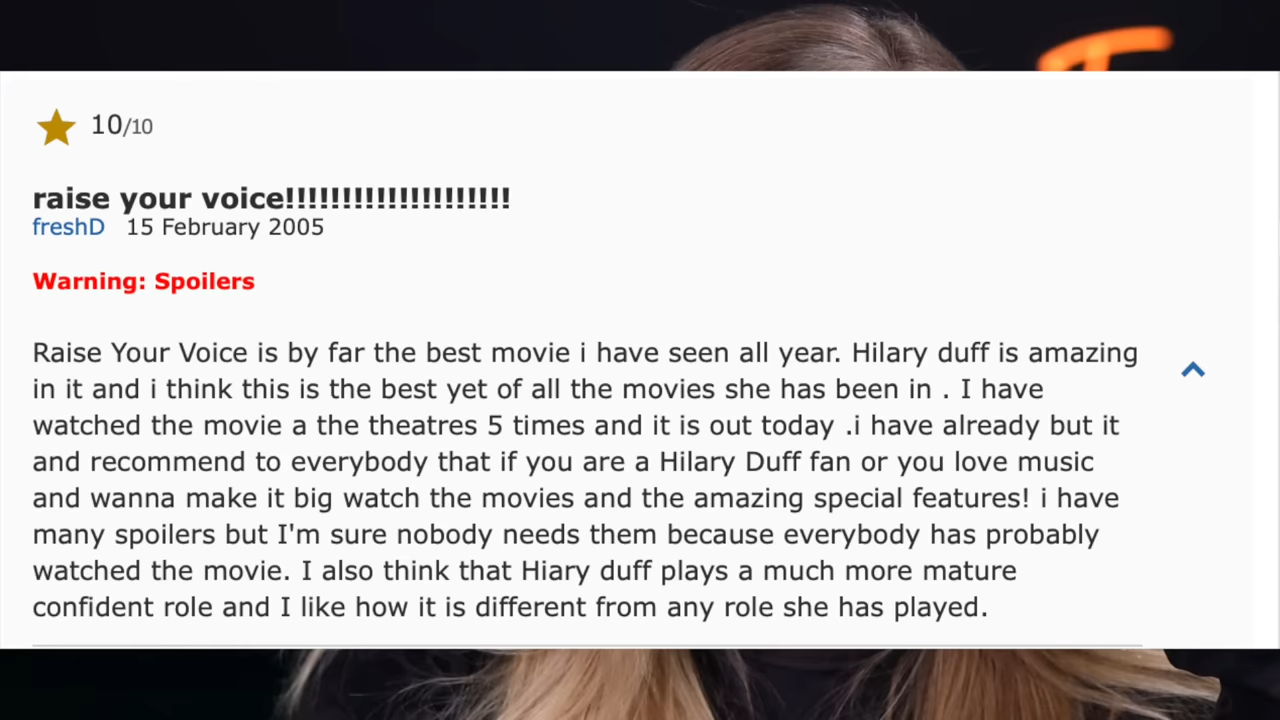 10/10
raise your voice!!!!!!!!!!!!!!!!!!!!
freshD 15 February 2005
Warning: Spoilers
Raise Your Voice is by far the best movie i have seen all year. Hilary duff is amazing
in it and i think this is the best yet of all the movies she has been in . I have
watched the movie a the theatres 5 times and it is out today .i have already but it
and recommend to everybody that if you are a Hilary Duff fan or you love music
and wanna make it big watch the movies and the amazing special features! i have
many spoilers but I'm sure nobody needs them because everybody has probably
watched the movie. I also think that Hiary duff plays a much more mature
confident role and I like how it is different from any role she has played.